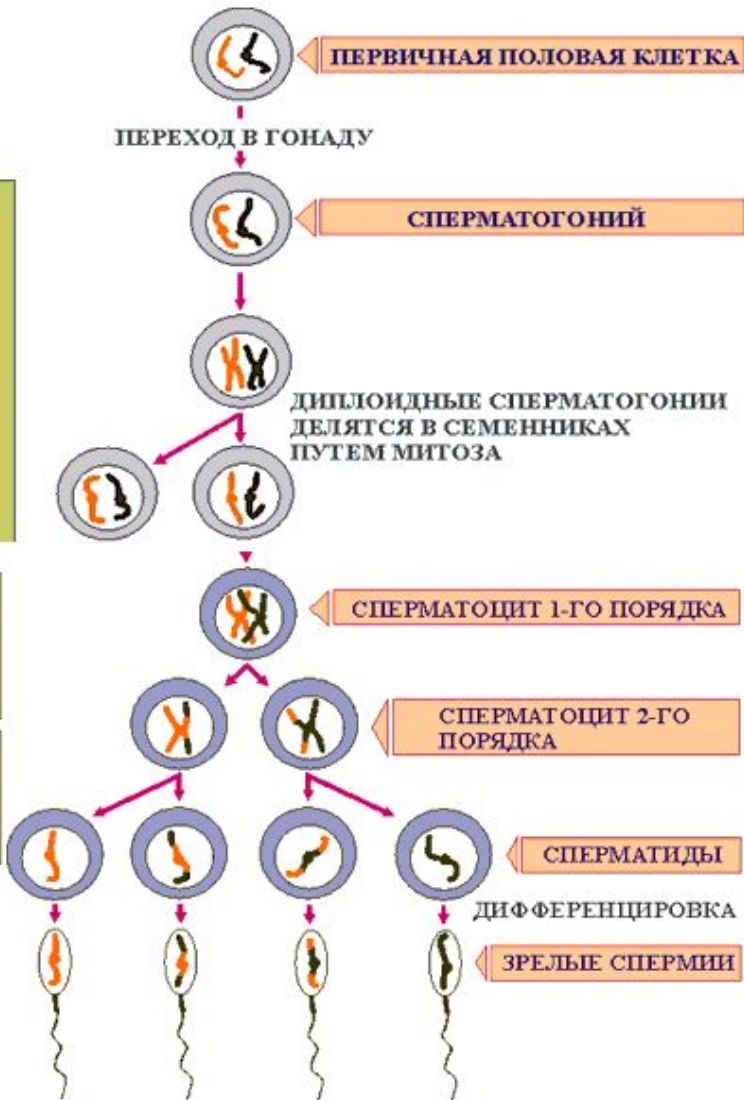 ПЕРВИЧНАЯ ПОЛОВАЯ КЛЕТКА
ПЕРЕХОД В ГОНАДУ
СПЕРМАТОГОНИЙ
ДИПЛОИДНЫЕ СПЕРМАТОГОНИИ
ДЕЛЯТСЯ В СЕМЕННИКАХ
ПУТЕМ МИТОЗА
СПЕРМАТОЦИТ 1-ГО ПОРЯДКА
СПЕРМАТОЦИТ 2-ГО
ПОРЯДКА
СПЕРМАТИДЫ
ДИФФЕРЕНЦИРОВКА
ЗРЕЛЫЕ СПЕРМИИ